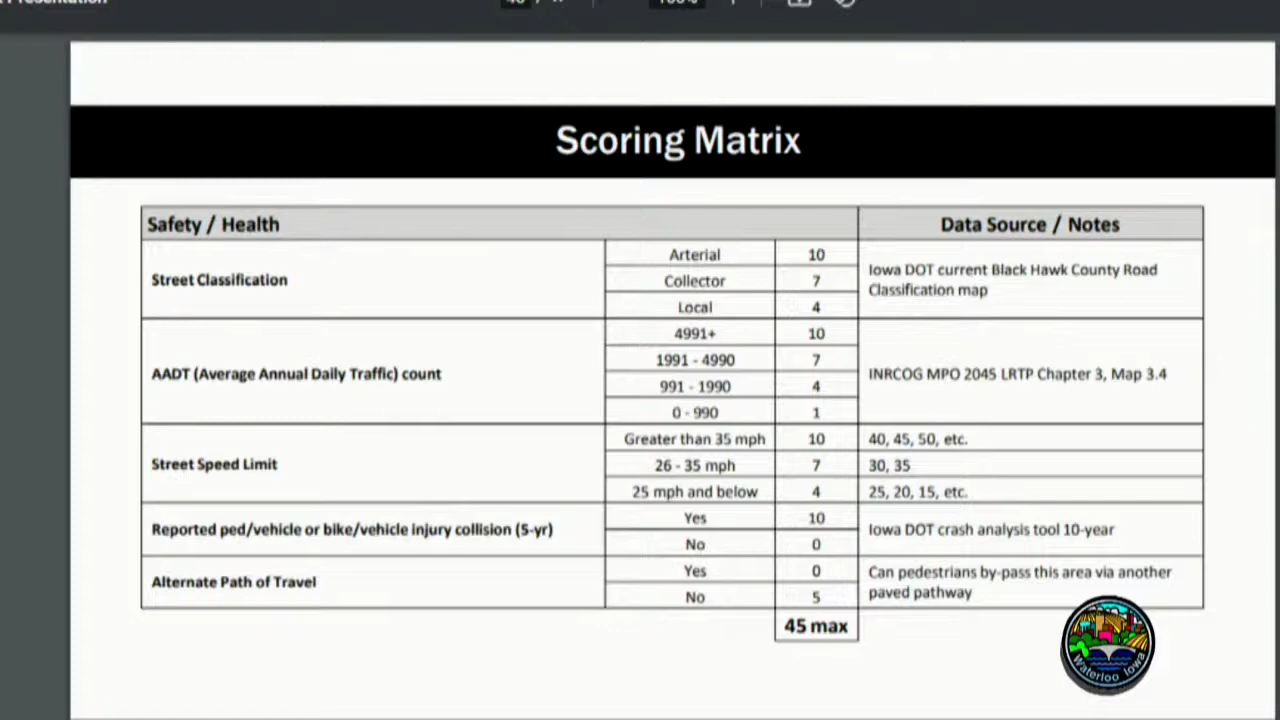 Presentation
Scoring Matrix
Safety / Health
Data Source / Notes
Street Classification
Arterial 10
Collector 7
Local 4
Iowa DOT current Black Hawk County Road
Classification map
AADT (Average Annual Daily Traffic) count
4991+ 10
1991 - 4990 7
991 - 1990 4
0 - 990 1
INRCOG MPO 2045 LRTP Chapter 3, Map 3.4
Street Speed Limit
Greater than 35 mph 10 40, 45, 50, etc.
26 - 35 mph 7 30, 35
25 mph and below 4 25, 20, 15, etc.
Reported ped/vehicle or bike/vehicle injury collision (5-yr)
Yes 10
No 0
Iowa DOT crash analysis tool 10-year
Alternate Path of Travel
Yes 0
No 5
Can pedestrians by-pass this area via another
paved pathway
45 max
Waterloo Iowa